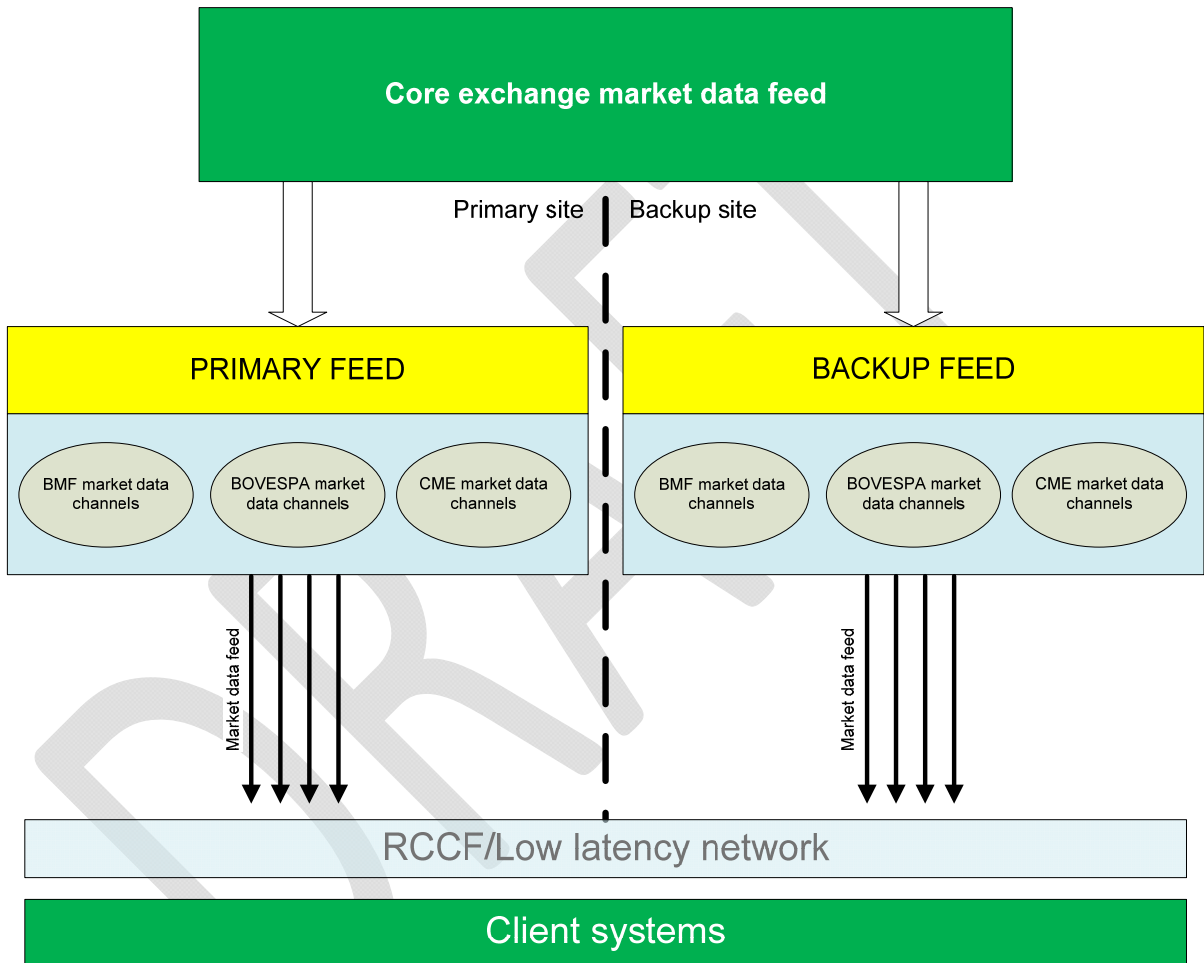 Core exchange market data feed
Primary site
Backup site
PRIMARY FEED
BACKUP FEED
BMF market data
channels
BOVESPA market
data channels
CME market data
channels
BMF market data
channels
BOVESPA market
data channels
CME market data
channels
Market data feed
Market data feed
RCCF/Low latency network
Client systems
DRAFT